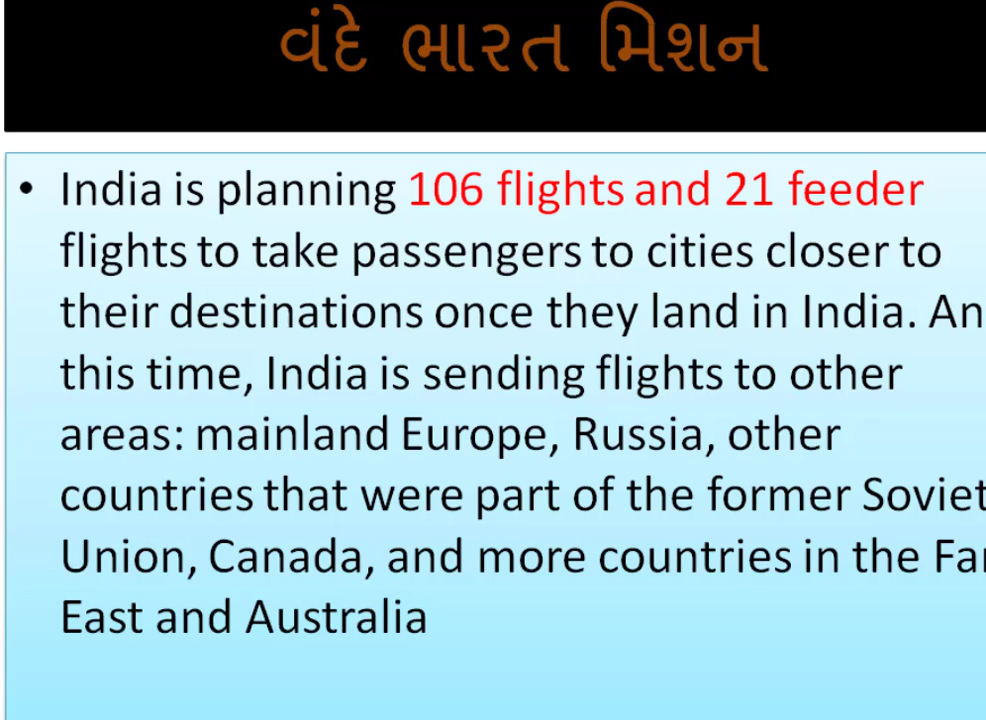 વંદે ભારત મિશન
• India is planning 106 flights and 21 feeder
flights to take passengers to cities closer to
their destinations once they land in India. An
this time, India is sending flights to other
areas: mainland Europe, Russia, other
countries that were part of the former Soviet
Union, Canada, and more countries in the Far
East and Australia